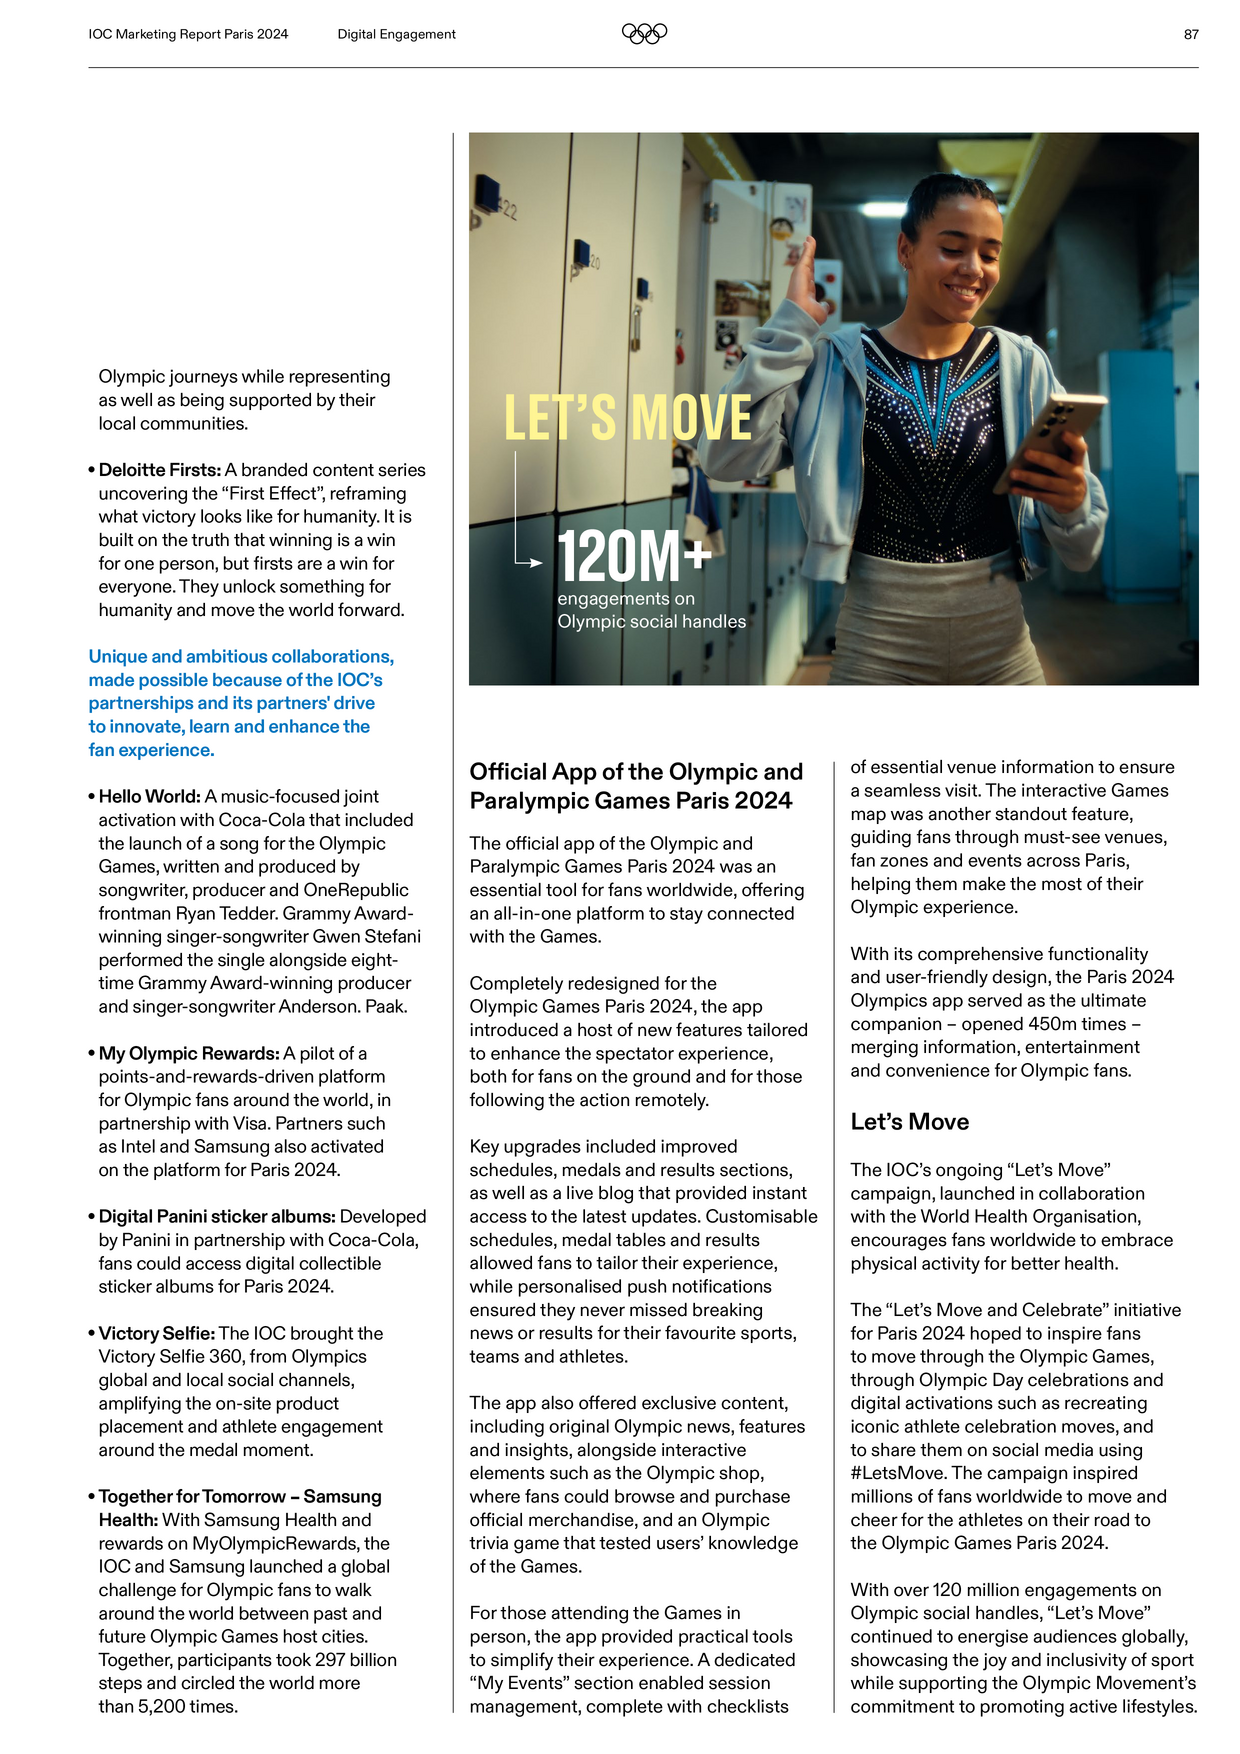 IOC Marketing Report Paris 2024
Digital Engagement
87
Olympic journeys while representing
as well as being supported by their
local communities.
• Deloitte Firsts: A branded content series
uncovering the “First Effect”, reframing
what victory looks like for humanity. It is
built on the truth that winning is a win
for one person, but firsts are a win for
everyone. They unlock something for
humanity and move the world forward.
Unique and ambitious collaborations,
made possible because of the IOC’s
partnerships and its partners' drive
to innovate, learn and enhance the
fan experience.
• Hello World: A music-focused joint
activation with Coca-Cola that included
the launch of a song for the Olympic
Games, written and produced by
songwriter, producer and OneRepublic
frontman Ryan Tedder. Grammy Award-
winning singer-songwriter Gwen Stefani
performed the single alongside eight-
time Grammy Award-winning producer
and singer-songwriter Anderson. Paak.
• My Olympic Rewards: A pilot of a
points-and-rewards-driven platform
for Olympic fans around the world, in
partnership with Visa. Partners such
as Intel and Samsung also activated
on the platform for Paris 2024.
• Digital Panini sticker albums: Developed
by Panini in partnership with Coca-Cola,
fans could access digital collectible
sticker albums for Paris 2024.
• Victory Selfie: The IOC brought the
Victory Selfie 360, from Olympics
global and local social channels,
amplifying the on-site product
placement and athlete engagement
around the medal moment.
• Together for Tomorrow – Samsung
Health: With Samsung Health and
rewards on MyOlympicRewards, the
IOC and Samsung launched a global
challenge for Olympic fans to walk
around the world between past and
future Olympic Games host cities.
Together, participants took 297 billion
steps and circled the world more
than 5,200 times.
22
20
LET’S MOVE
120M+
engagements on
Olympic social handles
Official App of the Olympic and
Paralympic Games Paris 2024
The official app of the Olympic and
Paralympic Games Paris 2024 was an
essential tool for fans worldwide, offering
an all-in-one platform to stay connected
with the Games.
Completely redesigned for the
Olympic Games Paris 2024, the app
introduced a host of new features tailored
to enhance the spectator experience,
both for fans on the ground and for those
following the action remotely.
Key upgrades included improved
schedules, medals and results sections,
as well as a live blog that provided instant
access to the latest updates. Customisable
schedules, medal tables and results
allowed fans to tailor their experience,
while personalised push notifications
ensured they never missed breaking
news or results for their favourite sports,
teams and athletes.
The app also offered exclusive content,
including original Olympic news, features
and insights, alongside interactive
elements such as the Olympic shop,
where fans could browse and purchase
official merchandise, and an Olympic
trivia game that tested users’ knowledge
of the Games.
For those attending the Games in
person, the app provided practical tools
to simplify their experience. A dedicated
“My Events” section enabled session
management, complete with checklists
of essential venue information to ensure
a seamless visit. The interactive Games
map was another standout feature,
guiding fans through must-see venues,
fan zones and events across Paris,
helping them make the most of their
Olympic experience.
With its comprehensive functionality
and user-friendly design, the Paris 2024
Olympics app served as the ultimate
companion – opened 450m times –
merging information, entertainment
and convenience for Olympic fans.
Let’s Move
The IOC’s ongoing “Let’s Move”
campaign, launched in collaboration
with the World Health Organisation,
encourages fans worldwide to embrace
physical activity for better health.
The “Let’s Move and Celebrate” initiative
for Paris 2024 hoped to inspire fans
to move through the Olympic Games,
through Olympic Day celebrations and
digital activations such as recreating
iconic athlete celebration moves, and
to share them on social media using
#LetsMove. The campaign inspired
millions of fans worldwide to move and
cheer for the athletes on their road to
the Olympic Games Paris 2024.
With over 120 million engagements on
Olympic social handles, “Let’s Move”
continued to energise audiences globally,
showcasing the joy and inclusivity of sport
while supporting the Olympic Movement’s
commitment to promoting active lifestyles.